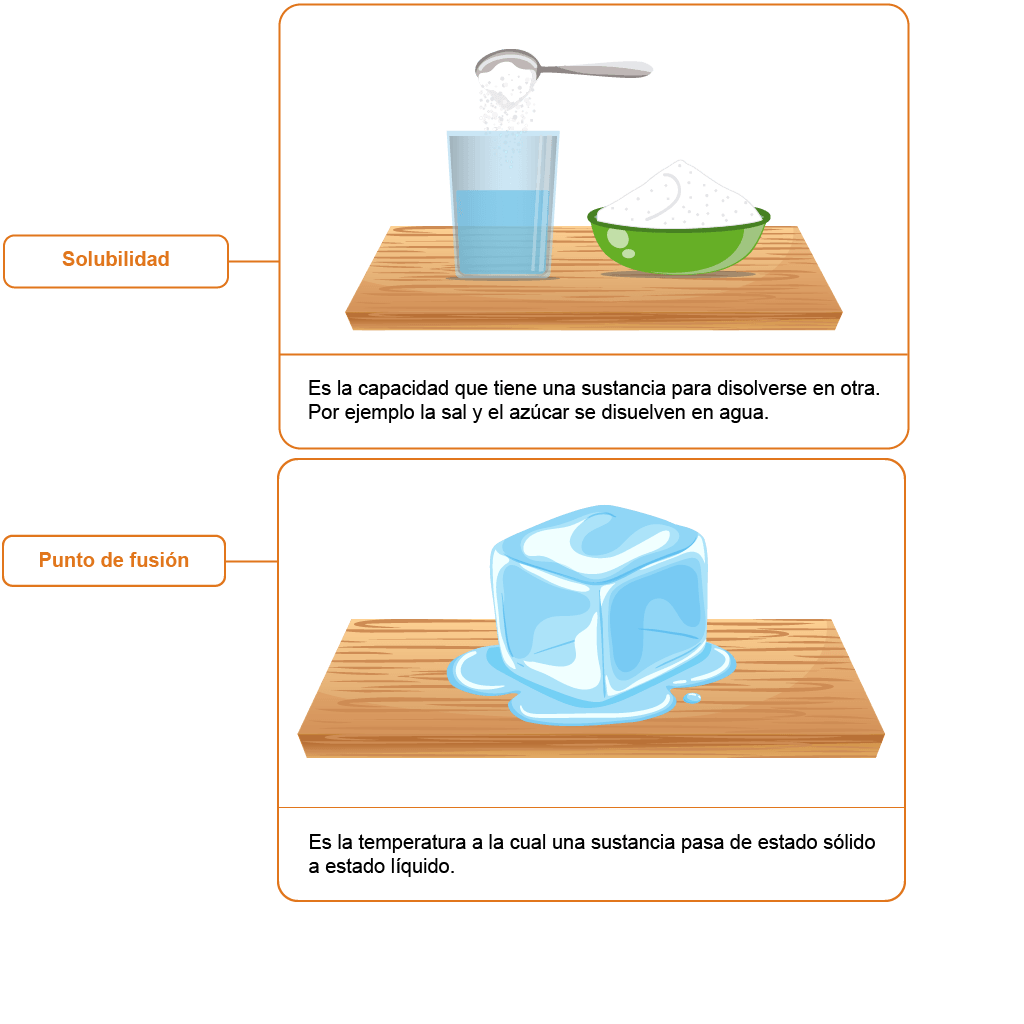 Solubilidad
Es la capacidad que tiene una sustancia para disolverse en otra.
Por ejemplo la sal y el azúcar se disuelven en agua.
Punto de fusión
Es la temperatura a la cual una sustancia pasa de estado sólido
a estado líquido.